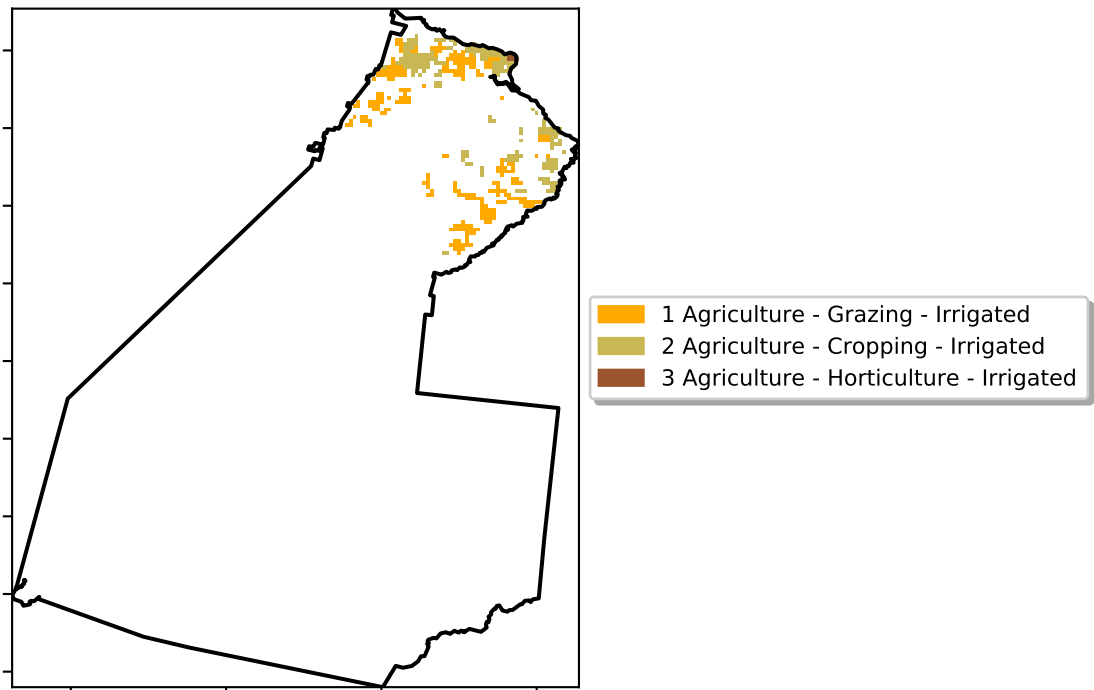 1 Agriculture - Grazing - Irrigated
2 Agriculture - Cropping - Irrigated
3 Agriculture - Horticulture - Irrigated